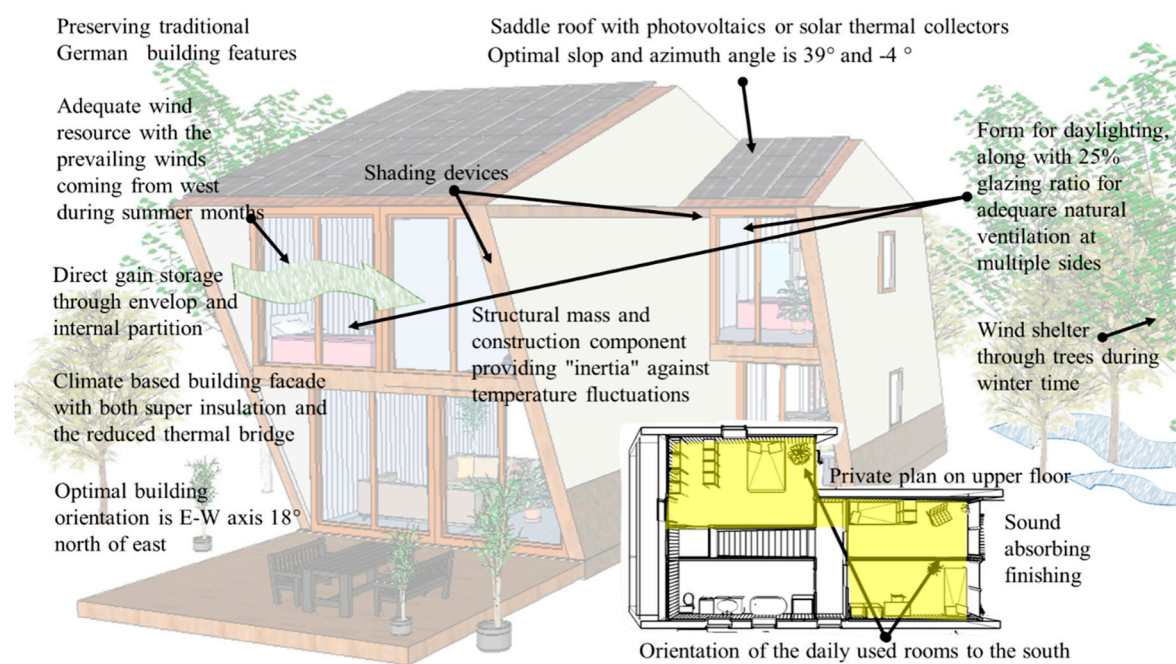 Preserving traditional
German building features
Saddle roof with photovoltaics or solar thermal collectors
Optimal slop and azimuth angle is 39° and -4 °
Adequate wind
resource with the
prevailing winds
coming from west
during summer months
Shading devices
Form for daylighting,
along with 25%
glazing ratio for
adequare natural
ventilation at
multiple sides
Direct gain storage
through envelop and
internal partition
Structural mass and
construction component
providing "inertia" against
temperature fluctuations
Wind shelter
through trees during
winter time
Climate based building facade
with both super insulation and
the reduced thermal bridge
Optimal building
orientation is E-W axis 18°
north of east
Private plan on upper floor
Sound
absorbing
finishing
Orientation of the daily used rooms to the south